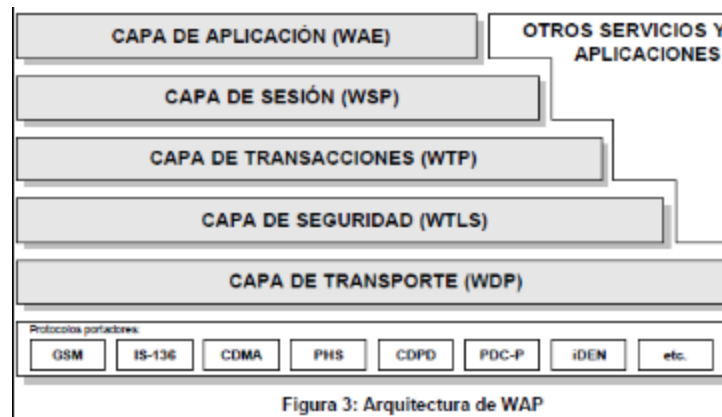 CAPA DE APLICACIÓN (WAE)
OTROS SERVICIOS Y
APLICACIONES
CAPA DE SESIÓN (WSP)
CAPA DE TRANSACCIONES (WTP)
CAPA DE SEGURIDAD (WTLS)
CAPA DE TRANSPORTE (WDP)
Protocolos portadores:
GSM IS-136 CDMA PHS CDPD PDC-P iDEN etc.
Figura 3: Arquitectura de WAP